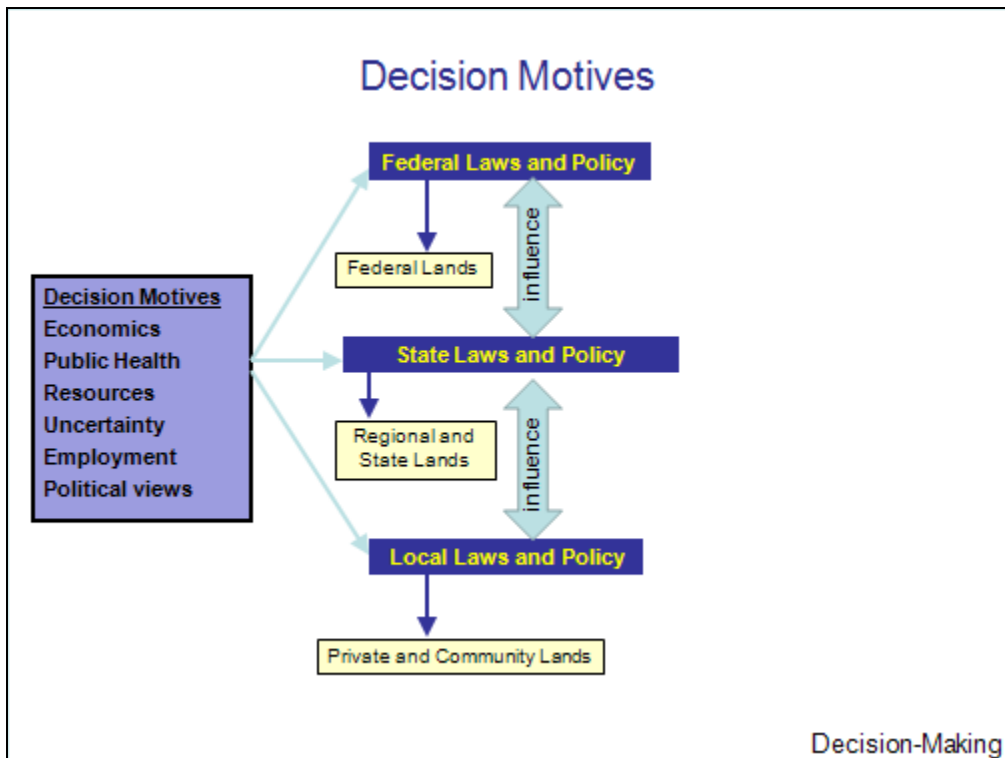 Decision Motives
Federal Laws and Policy
influence
Federal Lands
Decision Motives
Economics
Public Health
Resources
Uncertainty
Employment
Political views
State Laws and Policy
influence
Regional and
State Lands
Local Laws and Policy
Private and Community Lands
Decision-Making